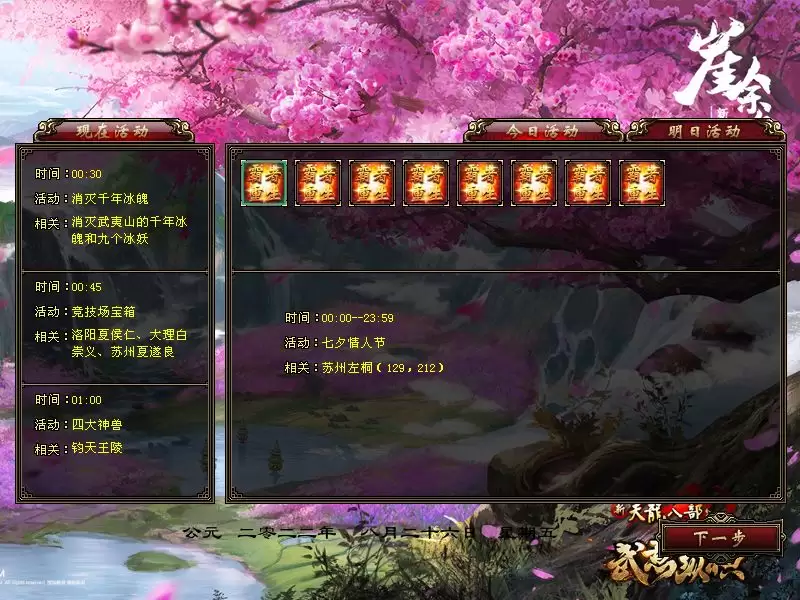 崖余
新
现在活动
今日活动
明日活动
时间：00:30
活动：消灭千年冰魄
相关：消灭武夷山的千年冰
魄和九个冰妖
时间：00:45
活动：竞技场宝箱
相关：洛阳夏侯仁、大理白
崇义、苏州夏遂良
时间：01:00
活动：四大神兽
相关：钧天王陵
时间：00:00--23:59
活动：七夕情人节
相关：苏州左桐（129，212）
公元 二零二二年 八月二十六日 星期五
新天龙八部
下一步